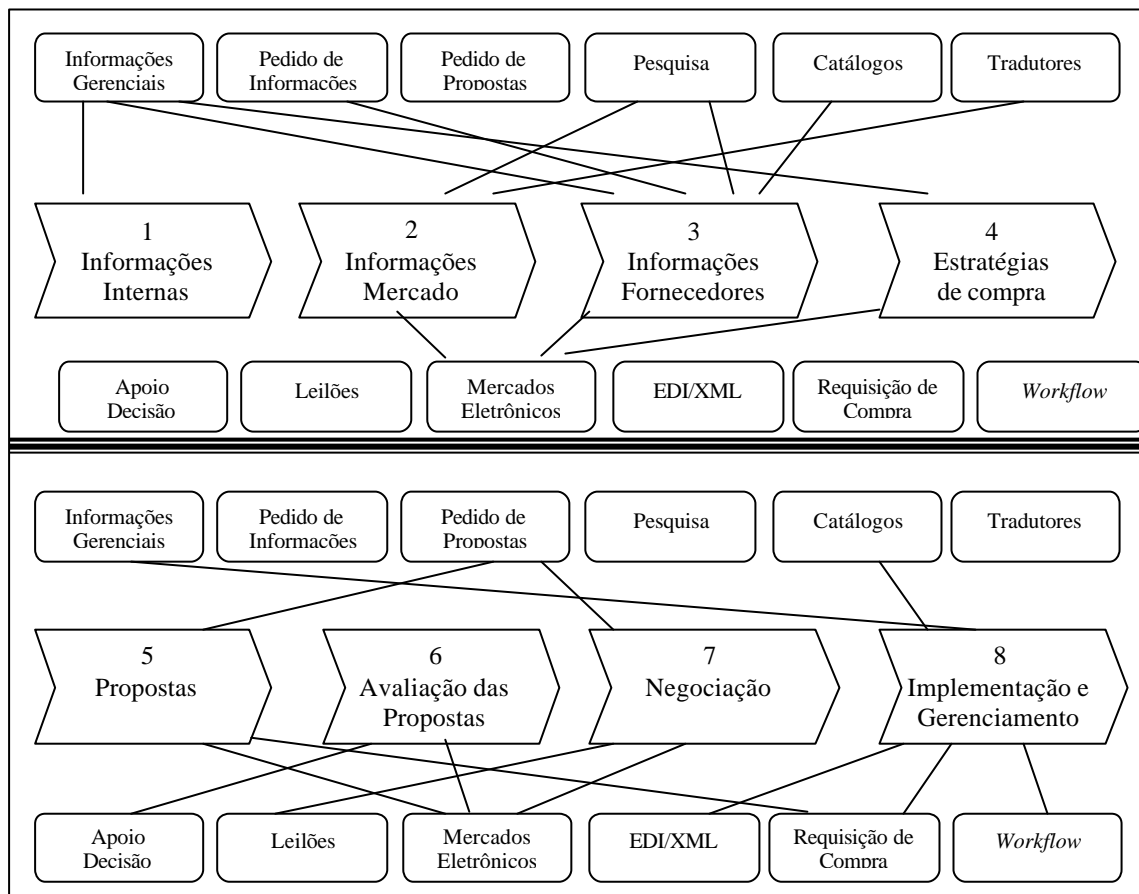 Informações
Gerenciais
Pedido de
Informações
Pedido de
Propostas
Pesquisa
Catálogos
Tradutores
1
Informações
Internas
2
Informações
Mercado
3
Informações
Fornecedores
4
Estratégias
de compra
Apoio
Decisão
Leilões
Mercados
Eletrônicos
EDI/XML
Requisição de
Compra
Workflow
Informações
Gerenciais
Pedido de
Informações
Pedido de
Propostas
Pesquisa
Catálogos
Tradutores
5
Propostas
6
Avaliação das
Propostas
7
Negociação
8
Implementação e
Gerenciamento
Apoio
Decisão
Leilões
Mercados
Eletrônicos
EDI/XML
Requisição de
Compra
Workflow